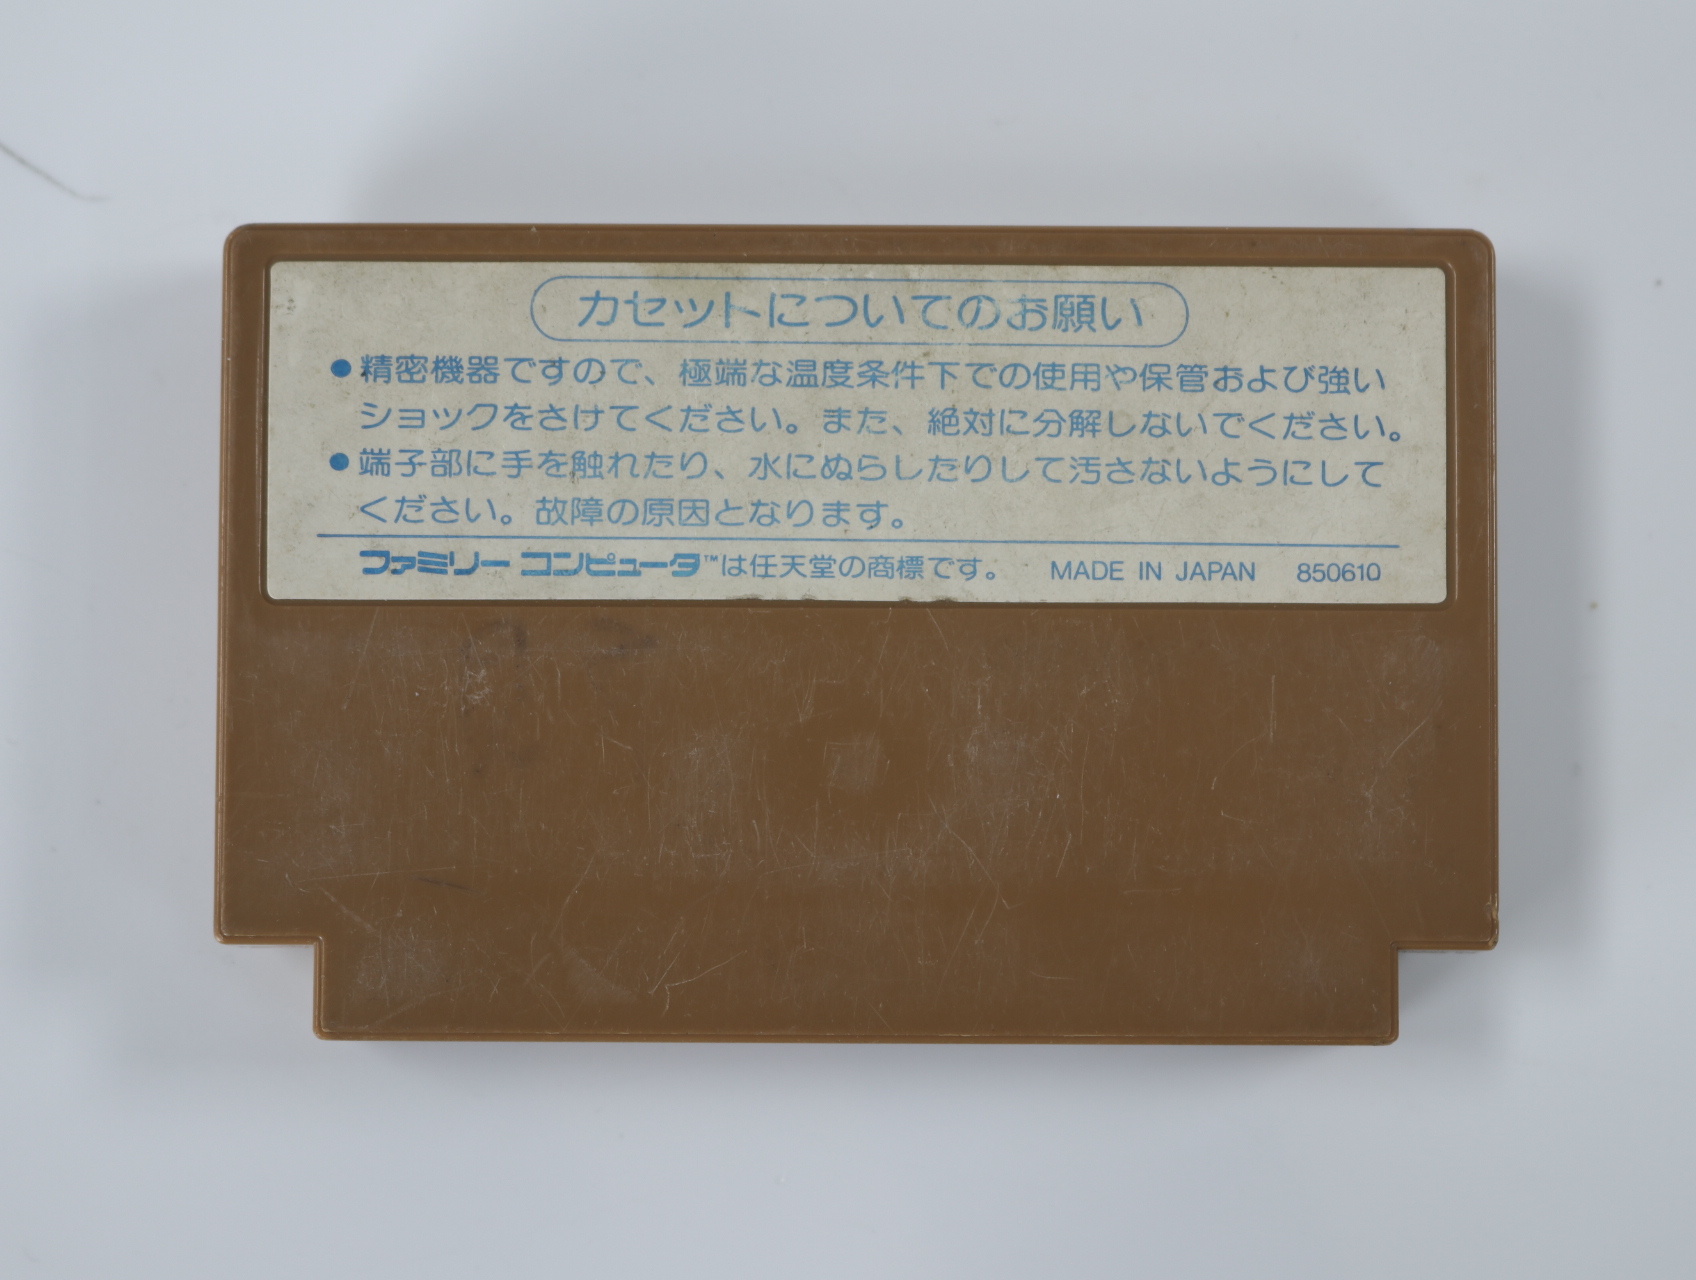 カセットについてのお願い
●精密機器ですので、極端な温度条件下での使用や保管および強い
ショックをさけてください。また、絶対に分解しないでください。
●端子部に手を触れたり、水にぬらしたりして汚さないようにして
ください。故障の原因となります。
ファミリー コンピュータ™は任天堂の商標です。 MADE IN JAPAN 850610